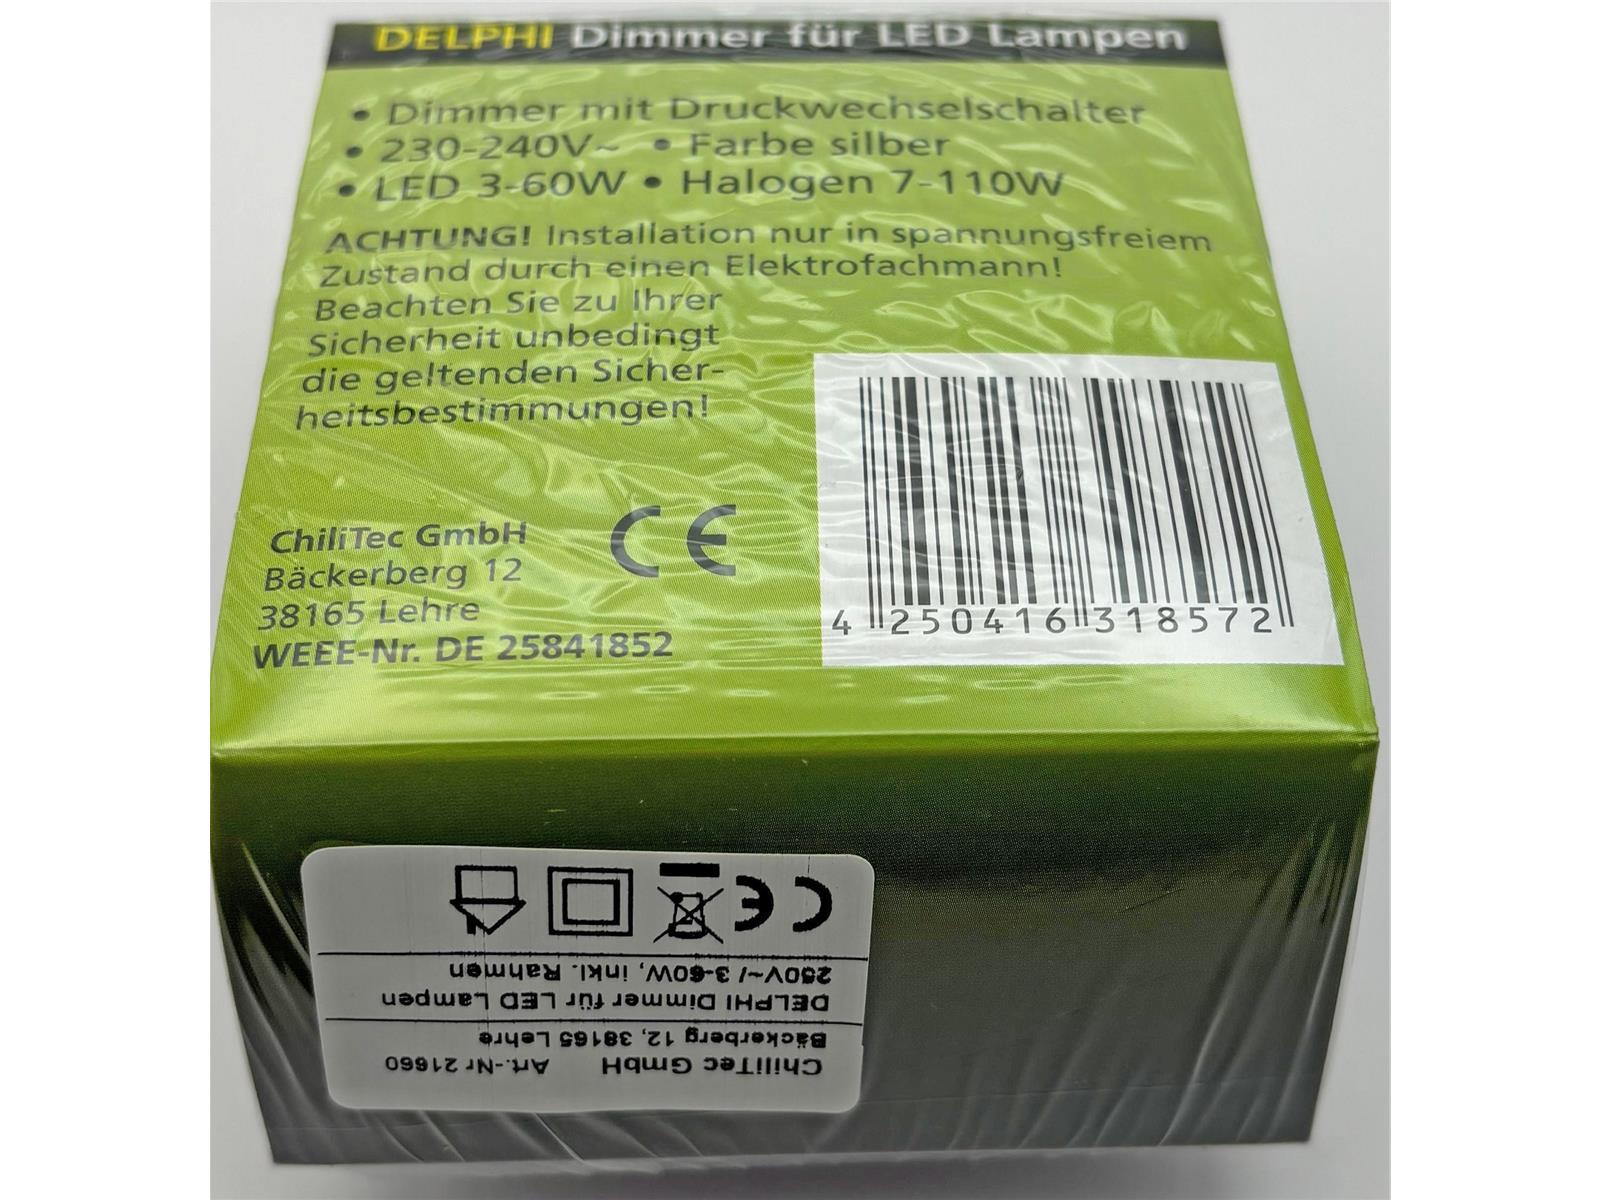 DELPHI Dimmer für LED Lampen
• Dimmer mit Druckwechselschalter
• 230-240V~ • Farbe silber
• LED 3-60W • Halogen 7-110W
ACHTUNG! Installation nur in spannungsfreiem
Zustand durch einen Elektrofachmann!
Beachten Sie zu Ihrer
Sicherheit unbedingt
die geltenden Sicher-
heitsbestimmungen!
ChiliTec GmbH
Bäckerberg 12
38165 Lehre
WEEE-Nr. DE 25841852
CE
4 250416 318572
ChiliTec GmbH Art.-Nr 21660
Bäckerberg 12, 38165 Lehre
DELPHI Dimmer für LED Lampen
250V~/ 3-60W, inkl. Rahmen
CE